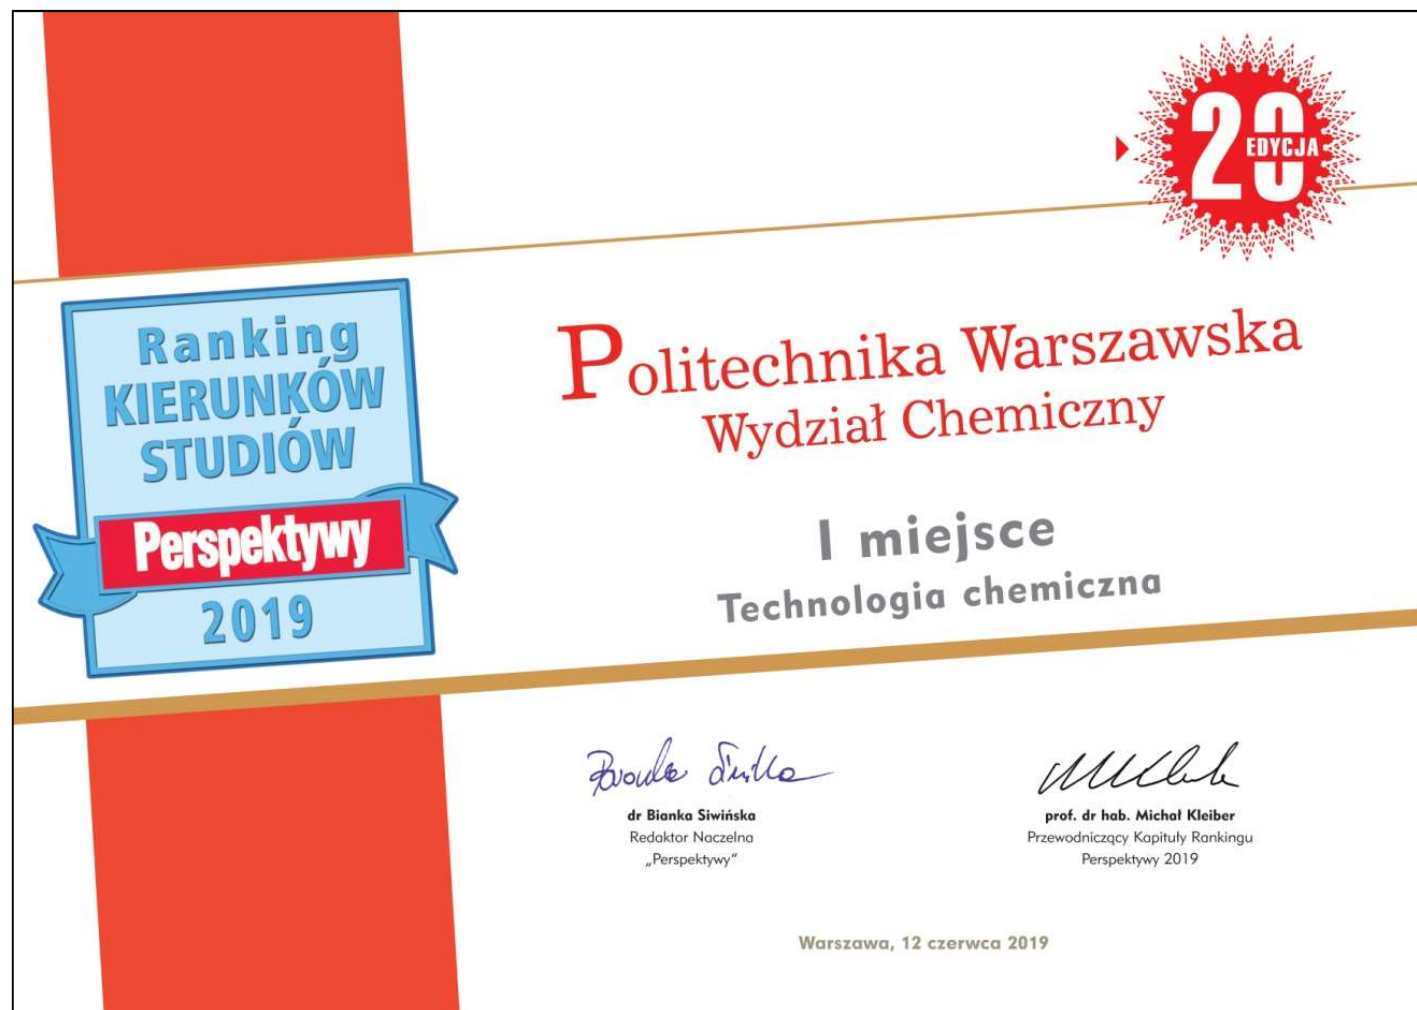 20
EDYCJA
Ranking
KIERUNKÓW
STUDIÓW
Perspektywy
2019
Politechnika Warszawska
Wydział Chemiczny
I miejsce
Technologia chemiczna
dr Bianka Siwińska
Redaktor Naczelna
„Perspektywy”
prof. dr hab. Michał Kleiber
Przewodniczący Kapituły Rankingu
Perspektywy 2019
Warszawa, 12 czerwca 2019